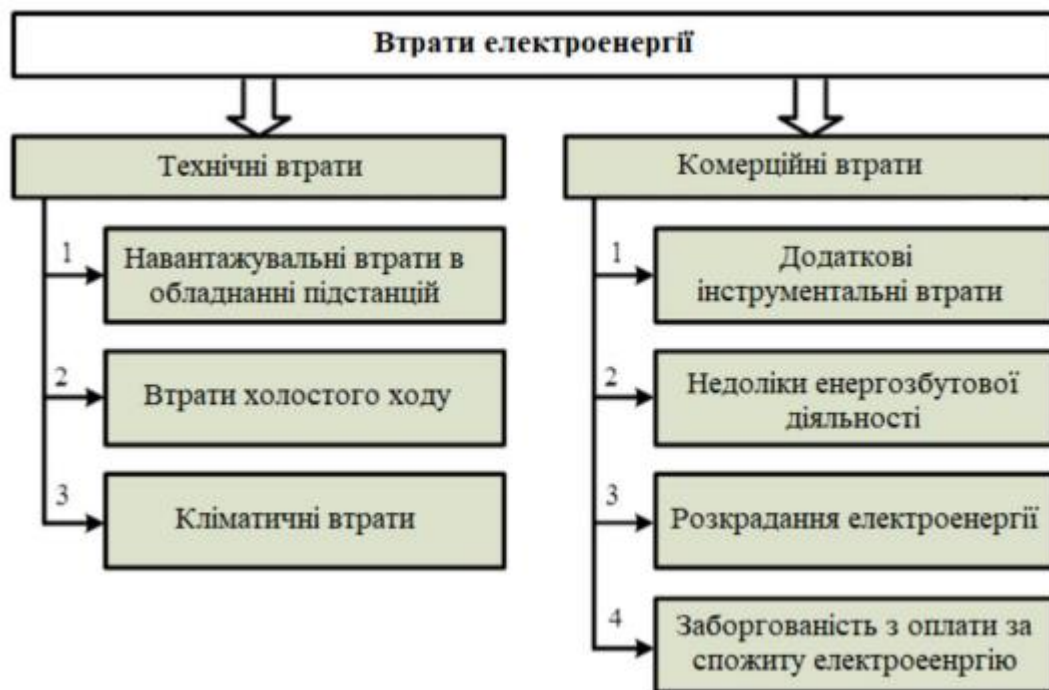 Втрати електроенергії
Технічні втрати
1
Навантажувальні втрати в
обладнанні підстанцій
2
Втрати холостого ходу
3
Кліматичні втрати
Комерційні втрати
1
Додаткові
інструментальні втрати
2
Недоліки енергозбутової
діяльності
3
Розкрадання електроенергії
4
Заборгованість з оплати за
спожиту електроеенргію